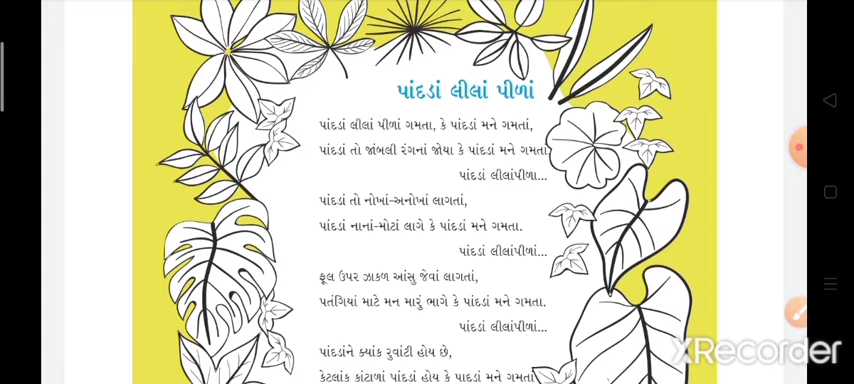 પાંદડાં લીલાં પીળાં
પાંદડાં લીલાં પીળાં ગમતા, કે પાંદડાં મને ગમતાં,
પાંદડાં તો જાંબલી રંગનાં જોયા કે પાંદડાં મને ગમતા
પાંદડાં લીલાંપીળા...
પાંદડાં તો નોખાં-અનોખાં લાગતાં,
પાંદડાં નાનાં-મોટાં લાગે કે પાંદડાં મને ગમતા.
પાંદડાં લીલાંપીળાં...
ફૂલ ઉપર ઝાકળ આંસુ જેવાં લાગતાં,
પતંગિયાં માટે મન મારું ભાગે કે પાંદડાં મને ગમતા.
પાંદડાં લીલાંપીળાં...
પાંદડાંને ક્યાંક રુવાંટી હોય છે,
કેટલાંક કાંટાળાં પાંદડાં હોય કે પાદડાં મને ગમતા
XRecorder